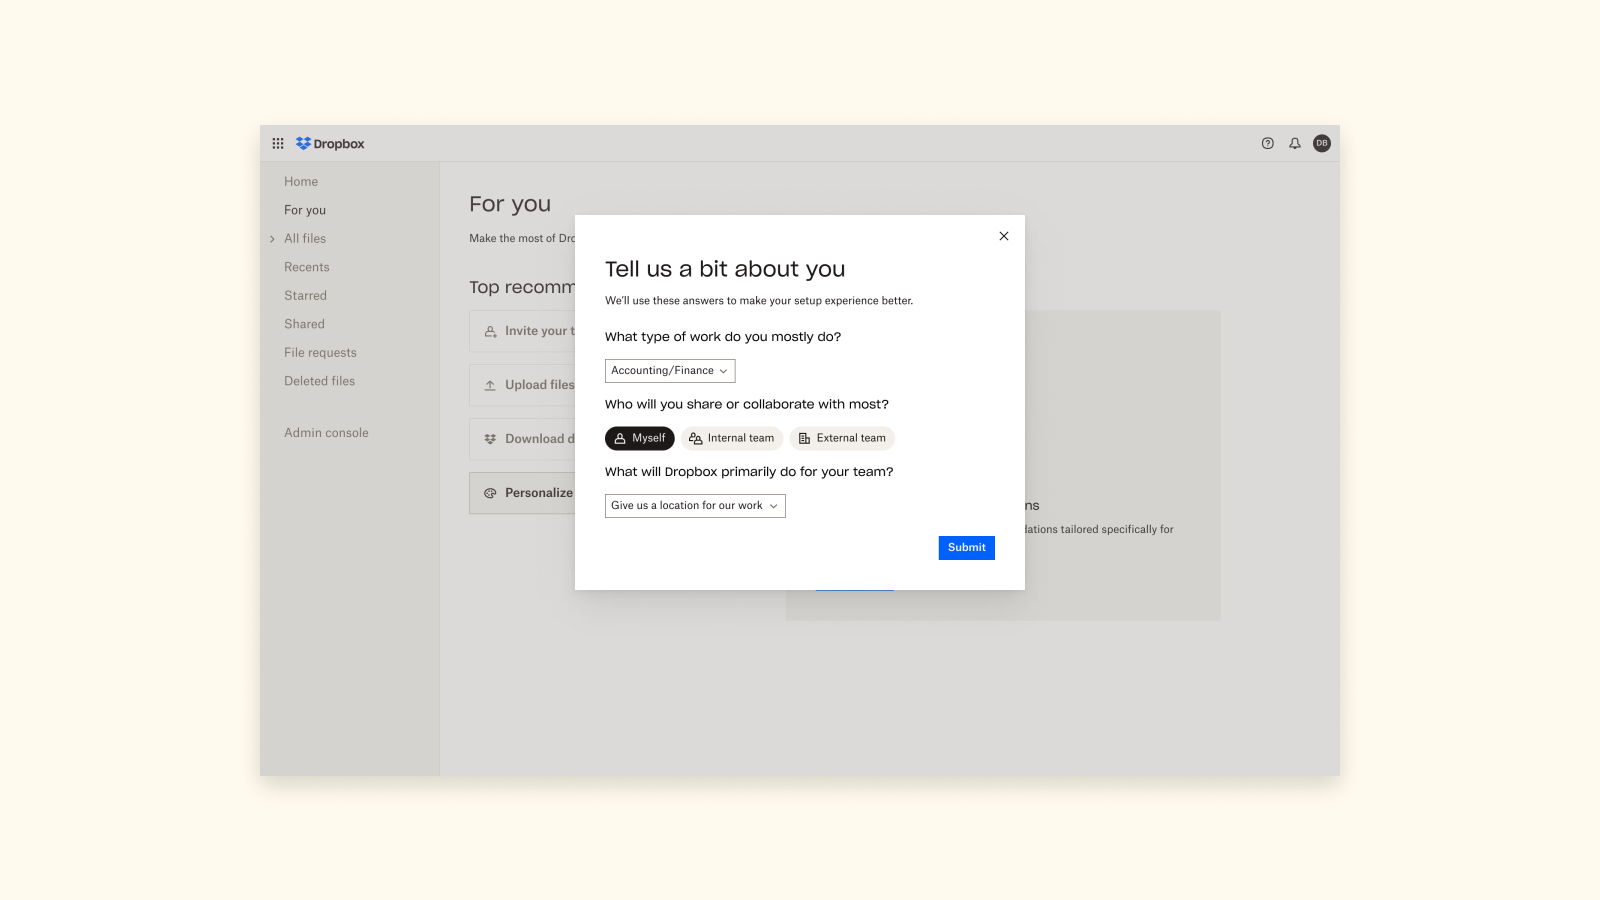 Dropbox
DB
Home
For you
All files
Recents
Starred
Shared
File requests
Deleted files
Admin console
For you
Make the most of
Top
Invite your
Upload files
Download
Personalize
tailored specifically for
Tell us a bit about you
We'll use these answers to make your setup experience better.
What type of work do you mostly do?
Accounting/Finance
Who will you share or collaborate with most?
Myself
Internal team
External team
What will Dropbox primarily do for your team?
Give us a location for our work
Submit